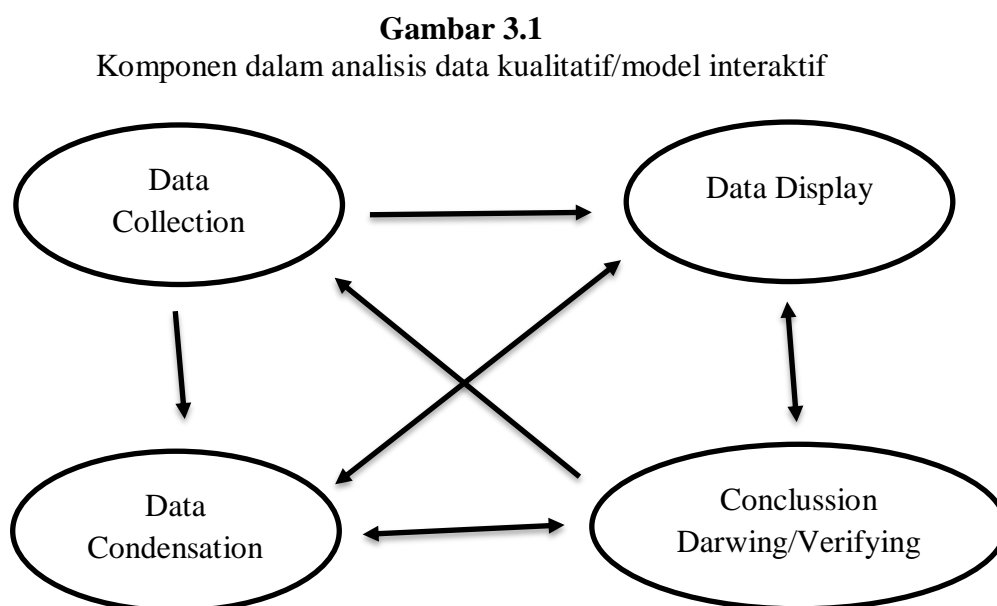 Gambar 3.1
Komponen dalam analisis data kualitatif/model interaktif
Data
Collection
Data Display
Data
Condensation
Conclussion
Darwing/Verifying